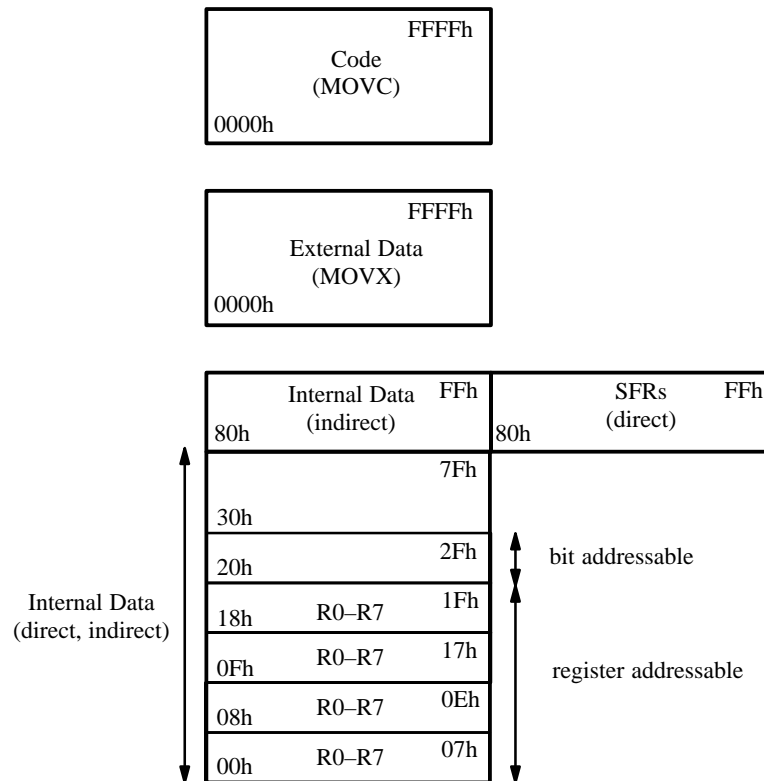 FFFFh
Code
(MOVC)
0000h
FFFFh
External Data
(MOVX)
0000h
Internal Data
(indirect)
FFh
80h
SFRs
(direct)
FFh
80h
7Fh
30h
2Fh
20h
bit addressable
Internal Data
(direct, indirect)
1Fh
18h
R0–R7
17h
0Fh
R0–R7
register addressable
0Eh
08h
R0–R7
07h
00h
R0–R7